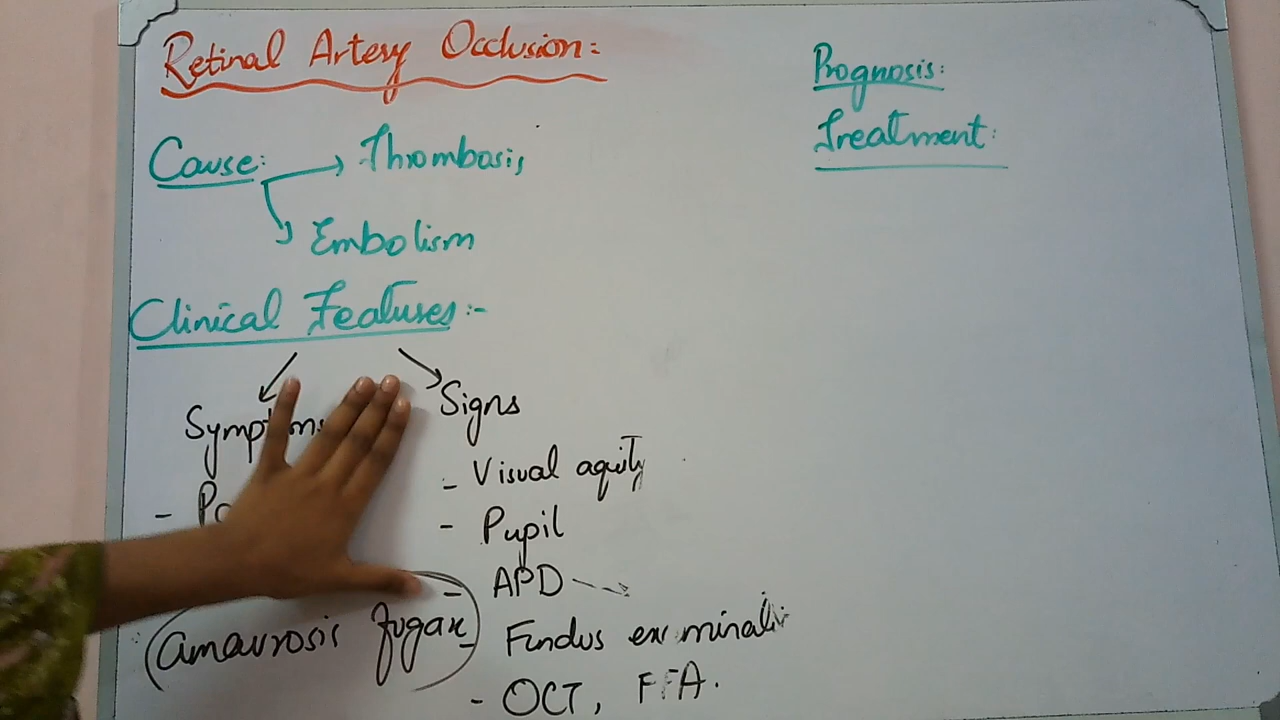 Retinal Artery Occlusion:
Cause: → Thrombosis
Embolism
Clinical Features:-
Signs
- Visual aquity
- Pupil
- APD
(amaurosis fugax)
- Fundus
- OCT, FFA.
Prognosis:
Treatment: